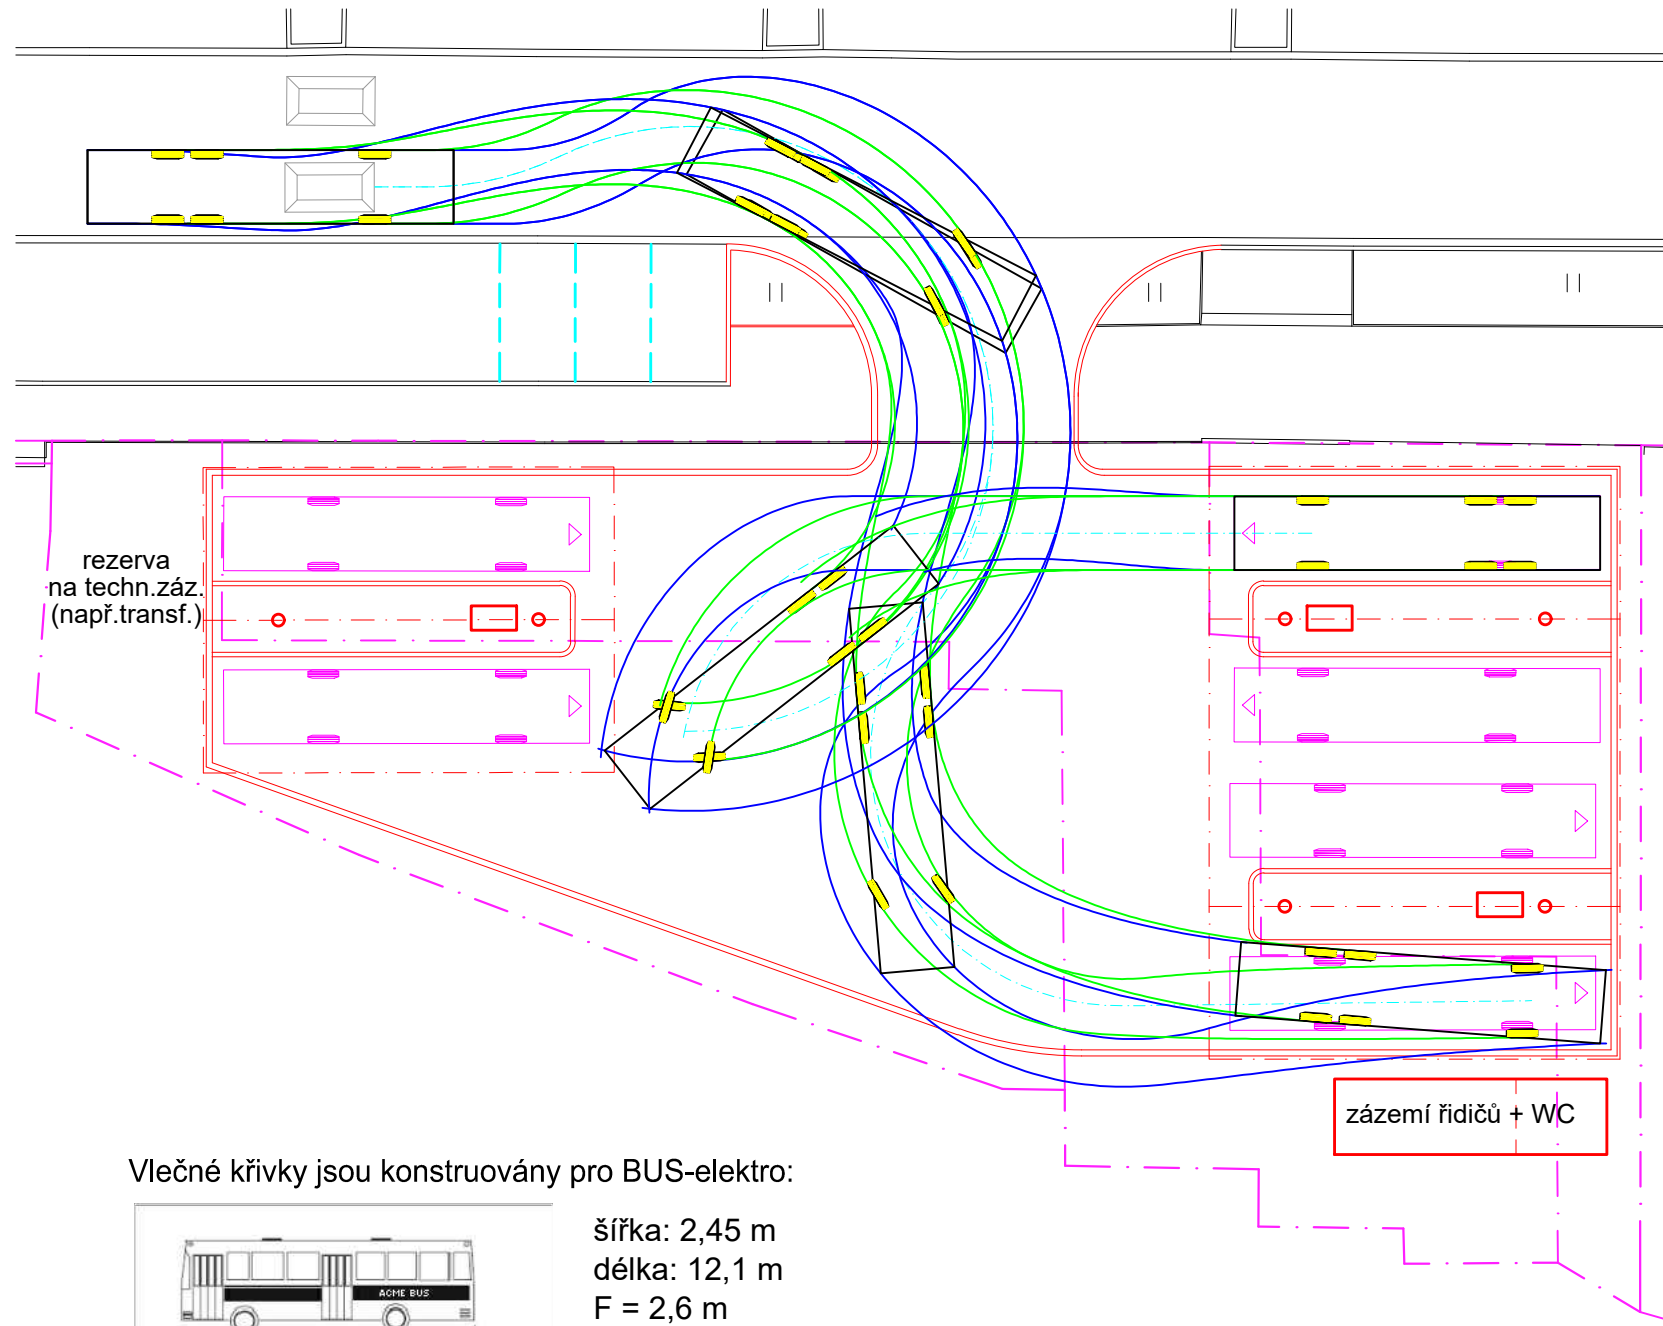 rezerva
na techn.záz.
(např.transf.)
zázemí řidičů + WC
Vlečné křivky jsou konstruovány pro BUS-elektro:
šířka: 2,45 m
délka: 12,1 m
F = 2,6 m
ACME BUS